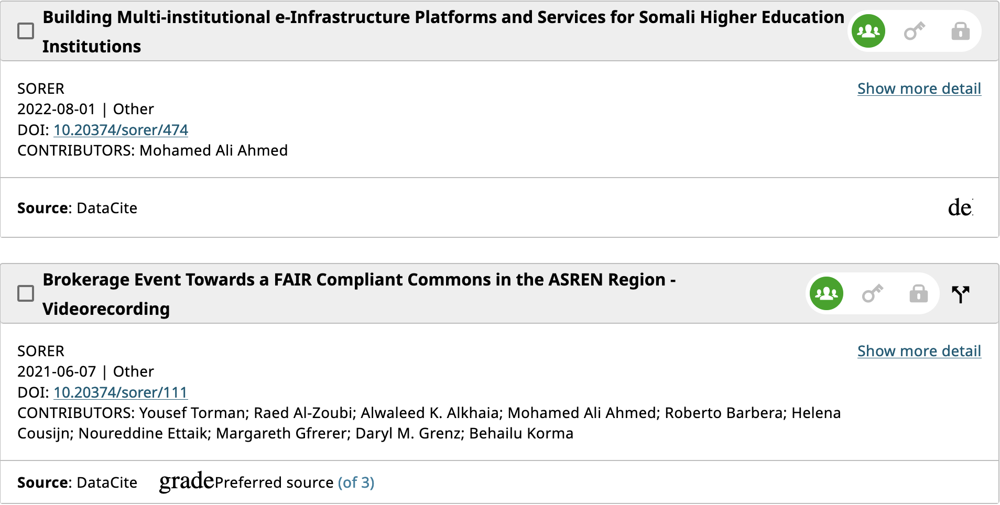 Building Multi-institutional e-Infrastructure Platforms and Services for Somali Higher Education
Institutions
SORER
Show more detail
2022-08-01 | Other
DOI: 10.20374/sorer/474
CONTRIBUTORS: Mohamed Ali Ahmed
Source: DataCite
de
Brokerage Event Towards a FAIR Compliant Commons in the ASREN Region -
Videorecording
SORER
Show more detail
2021-06-07 | Other
DOI: 10.20374/sorer/111
CONTRIBUTORS: Yousef Torman; Raed Al-Zoubi; Alwaleed K. Alkhaia; Mohamed Ali Ahmed; Roberto Barbera; Helena
Cousijn; Noureddine Ettaik; Margareth Gfrerer; Daryl M. Grenz; Behailu Korma
Source: DataCite gradePreferred source (of 3)